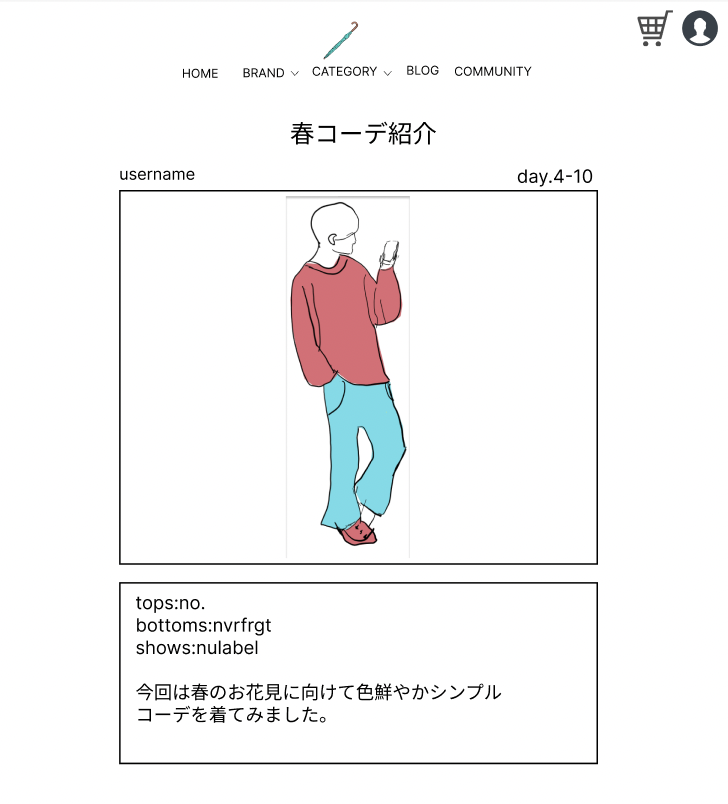 HOME BRAND CATEGORY BLOG COMMUNITY
春コーデ紹介
username day.4-10
tops:no.
bottoms:nvrfrgt
shows:nulabel
今回は春のお花見に向けて色鮮やかシンプル
コーデを着てみました。